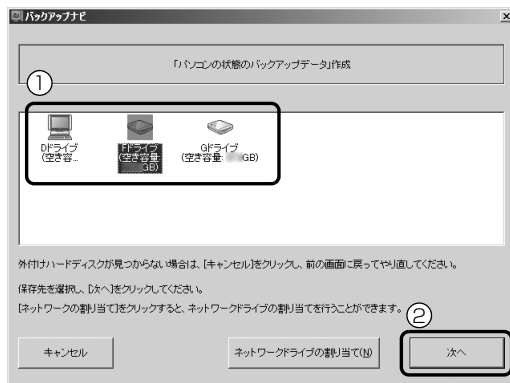 バックアップナビ
「パソコンの状態のバックアップデータ」作成
①
Dドライブ
(空き容...
Fドライブ
(空き容量:
GB)
Gドライブ
(空き容量: GB)
外付けハードディスクが見つからない場合は、[キャンセル]をクリックし、前の画面に戻ってやり直してください。
保存先を選択し、[次へ]をクリックしてください。
[ネットワークの割り当て]をクリックすると、ネットワークドライブの割り当てを行うことができます。
②
キャンセル
ネットワークドライブの割り当て(N)
次へ